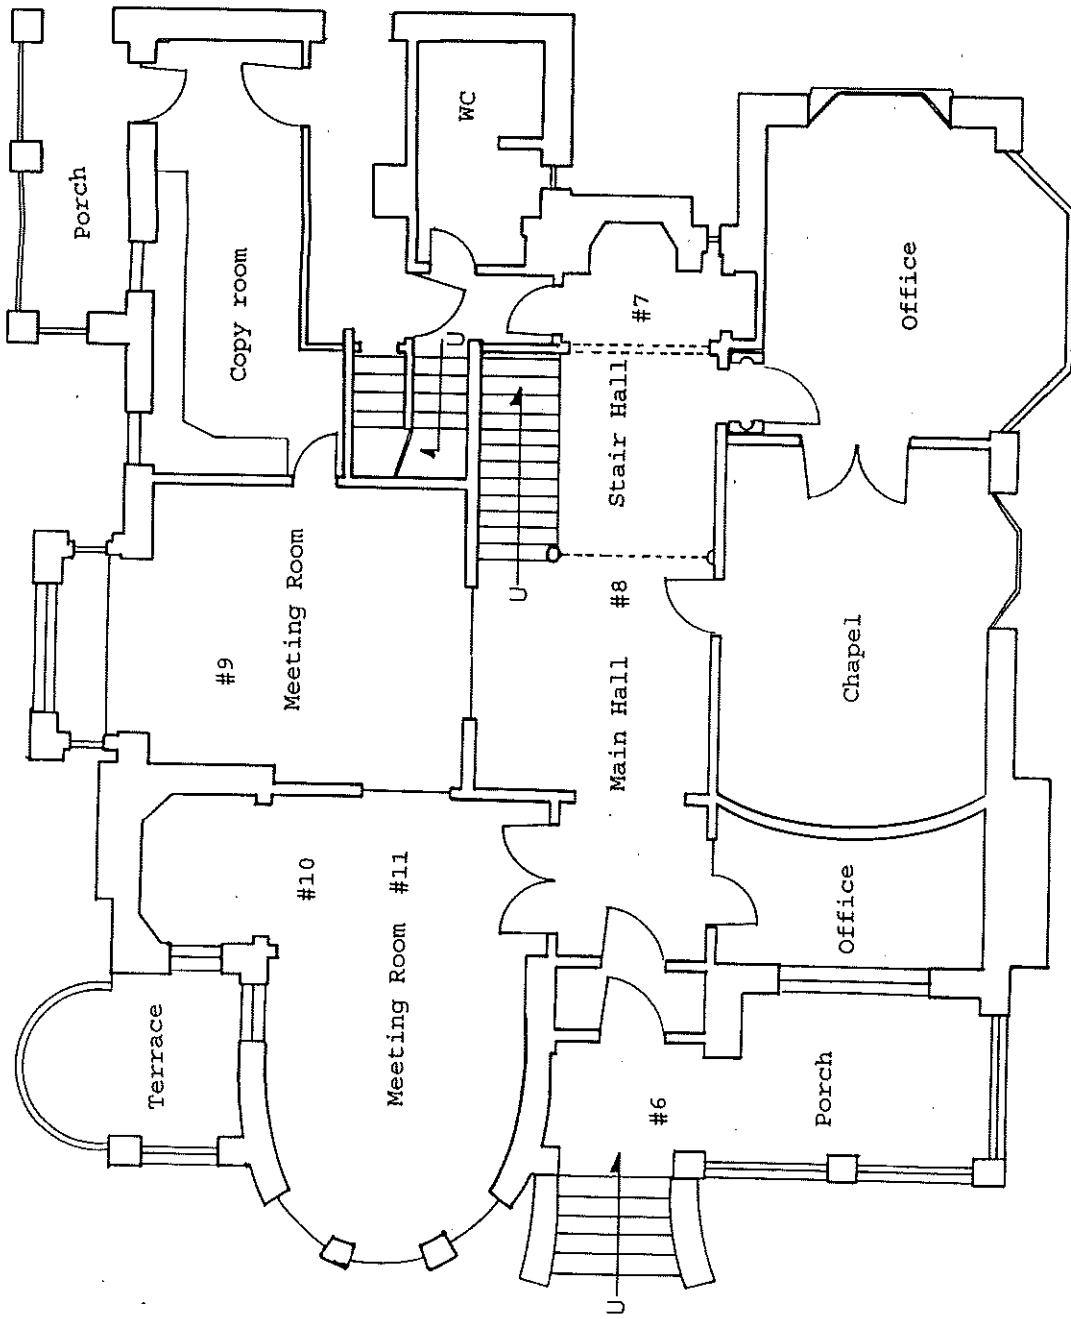 Porch
Copy room
WC
U
#7
Office
Stair Hall
U
#9
Meeting Room
#8
Main Hall
Chapel
#10
#11
Meeting Room
Office
Terrace
#6
Porch
U